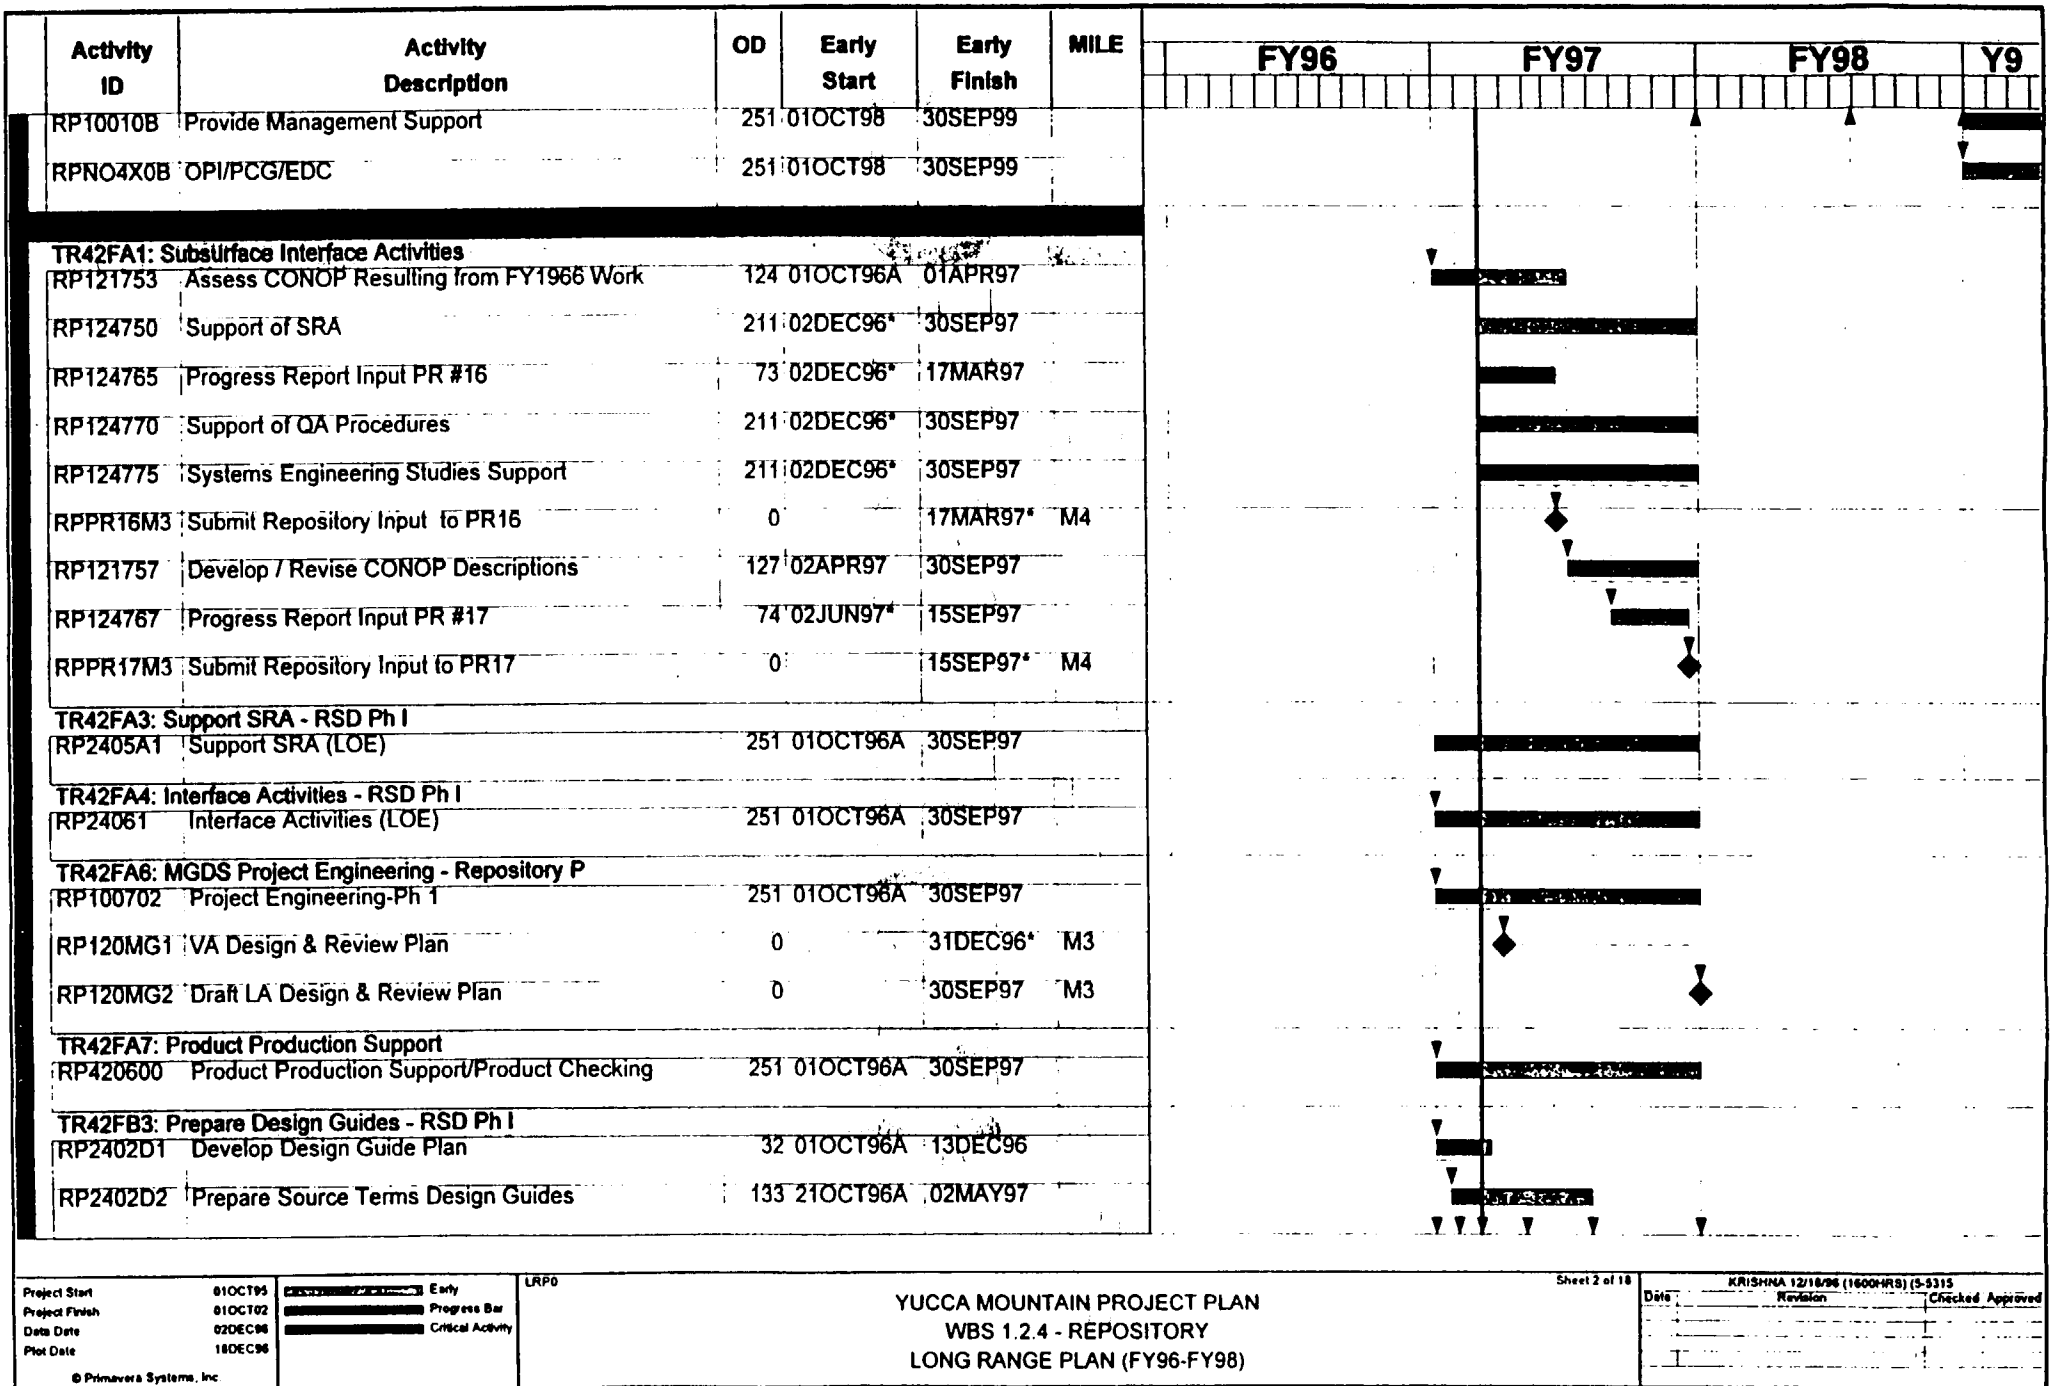 Activity ID Activity Description OD Early Start Early Finish MILE FY96 FY97 FY98 Y9
RP10010B Provide Management Support 251 01OCT98 30SEP99
RPNO4X0B OPI/PCG/EDC 251 01OCT98 30SEP99
TR42FA1: Subsurface Interface Activities
RP121753 Assess CONOP Resulting from FY1966 Work 124 01OCT96A 01APR97
RP124750 Support of SRA 211 02DEC96* 30SEP97
RP124765 Progress Report Input PR #16 73 02DEC96* 17MAR97
RP124770 Support of QA Procedures 211 02DEC96* 30SEP97
RP124775 Systems Engineering Studies Support 211 02DEC96* 30SEP97
RPPR16M3 Submit Repository Input to PR16 0 17MAR97* M4
RP121757 Develop / Revise CONOP Descriptions 127 02APR97 30SEP97
RP124767 Progress Report Input PR #17 74 02JUN97* 15SEP97
RPPR17M3 Submit Repository Input to PR17 0 15SEP97* M4
TR42FA3: Support SRA - RSD Ph I
RP2405A1 Support SRA (LOE) 251 01OCT96A 30SEP97
TR42FA4: Interface Activities - RSD Ph I
RP24061 Interface Activities (LOE) 251 01OCT96A 30SEP97
TR42FA6: MGDS Project Engineering - Repository P
RP100702 Project Engineering-Ph 1 251 01OCT96A 30SEP97
RP120MG1 VA Design & Review Plan 0 31DEC96* M3
RP120MG2 Draft LA Design & Review Plan 0 30SEP97 M3
TR42FA7: Product Production Support
RP420600 Product Production Support/Product Checking 251 01OCT96A 30SEP97
TR42FB3: Prepare Design Guides - RSD Ph I
RP2402D1 Develop Design Guide Plan 32 01OCT96A 13DEC96
RP2402D2 Prepare Source Terms Design Guides 133 21OCT96A 02MAY97
Project Start 01OCT95
Project Finish 01OCT02
Data Date 02DEC96
Plot Date 18DEC96
© Primavera Systems, Inc.
Early
Progress Bar
Critical Activity
LRP0
YUCCA MOUNTAIN PROJECT PLAN
WBS 1.2.4 - REPOSITORY
LONG RANGE PLAN (FY96-FY98)
Sheet 2 of 18
KRISHNA 12/18/96 (1600HRS) (5-5315
Date Revision Checked Approved